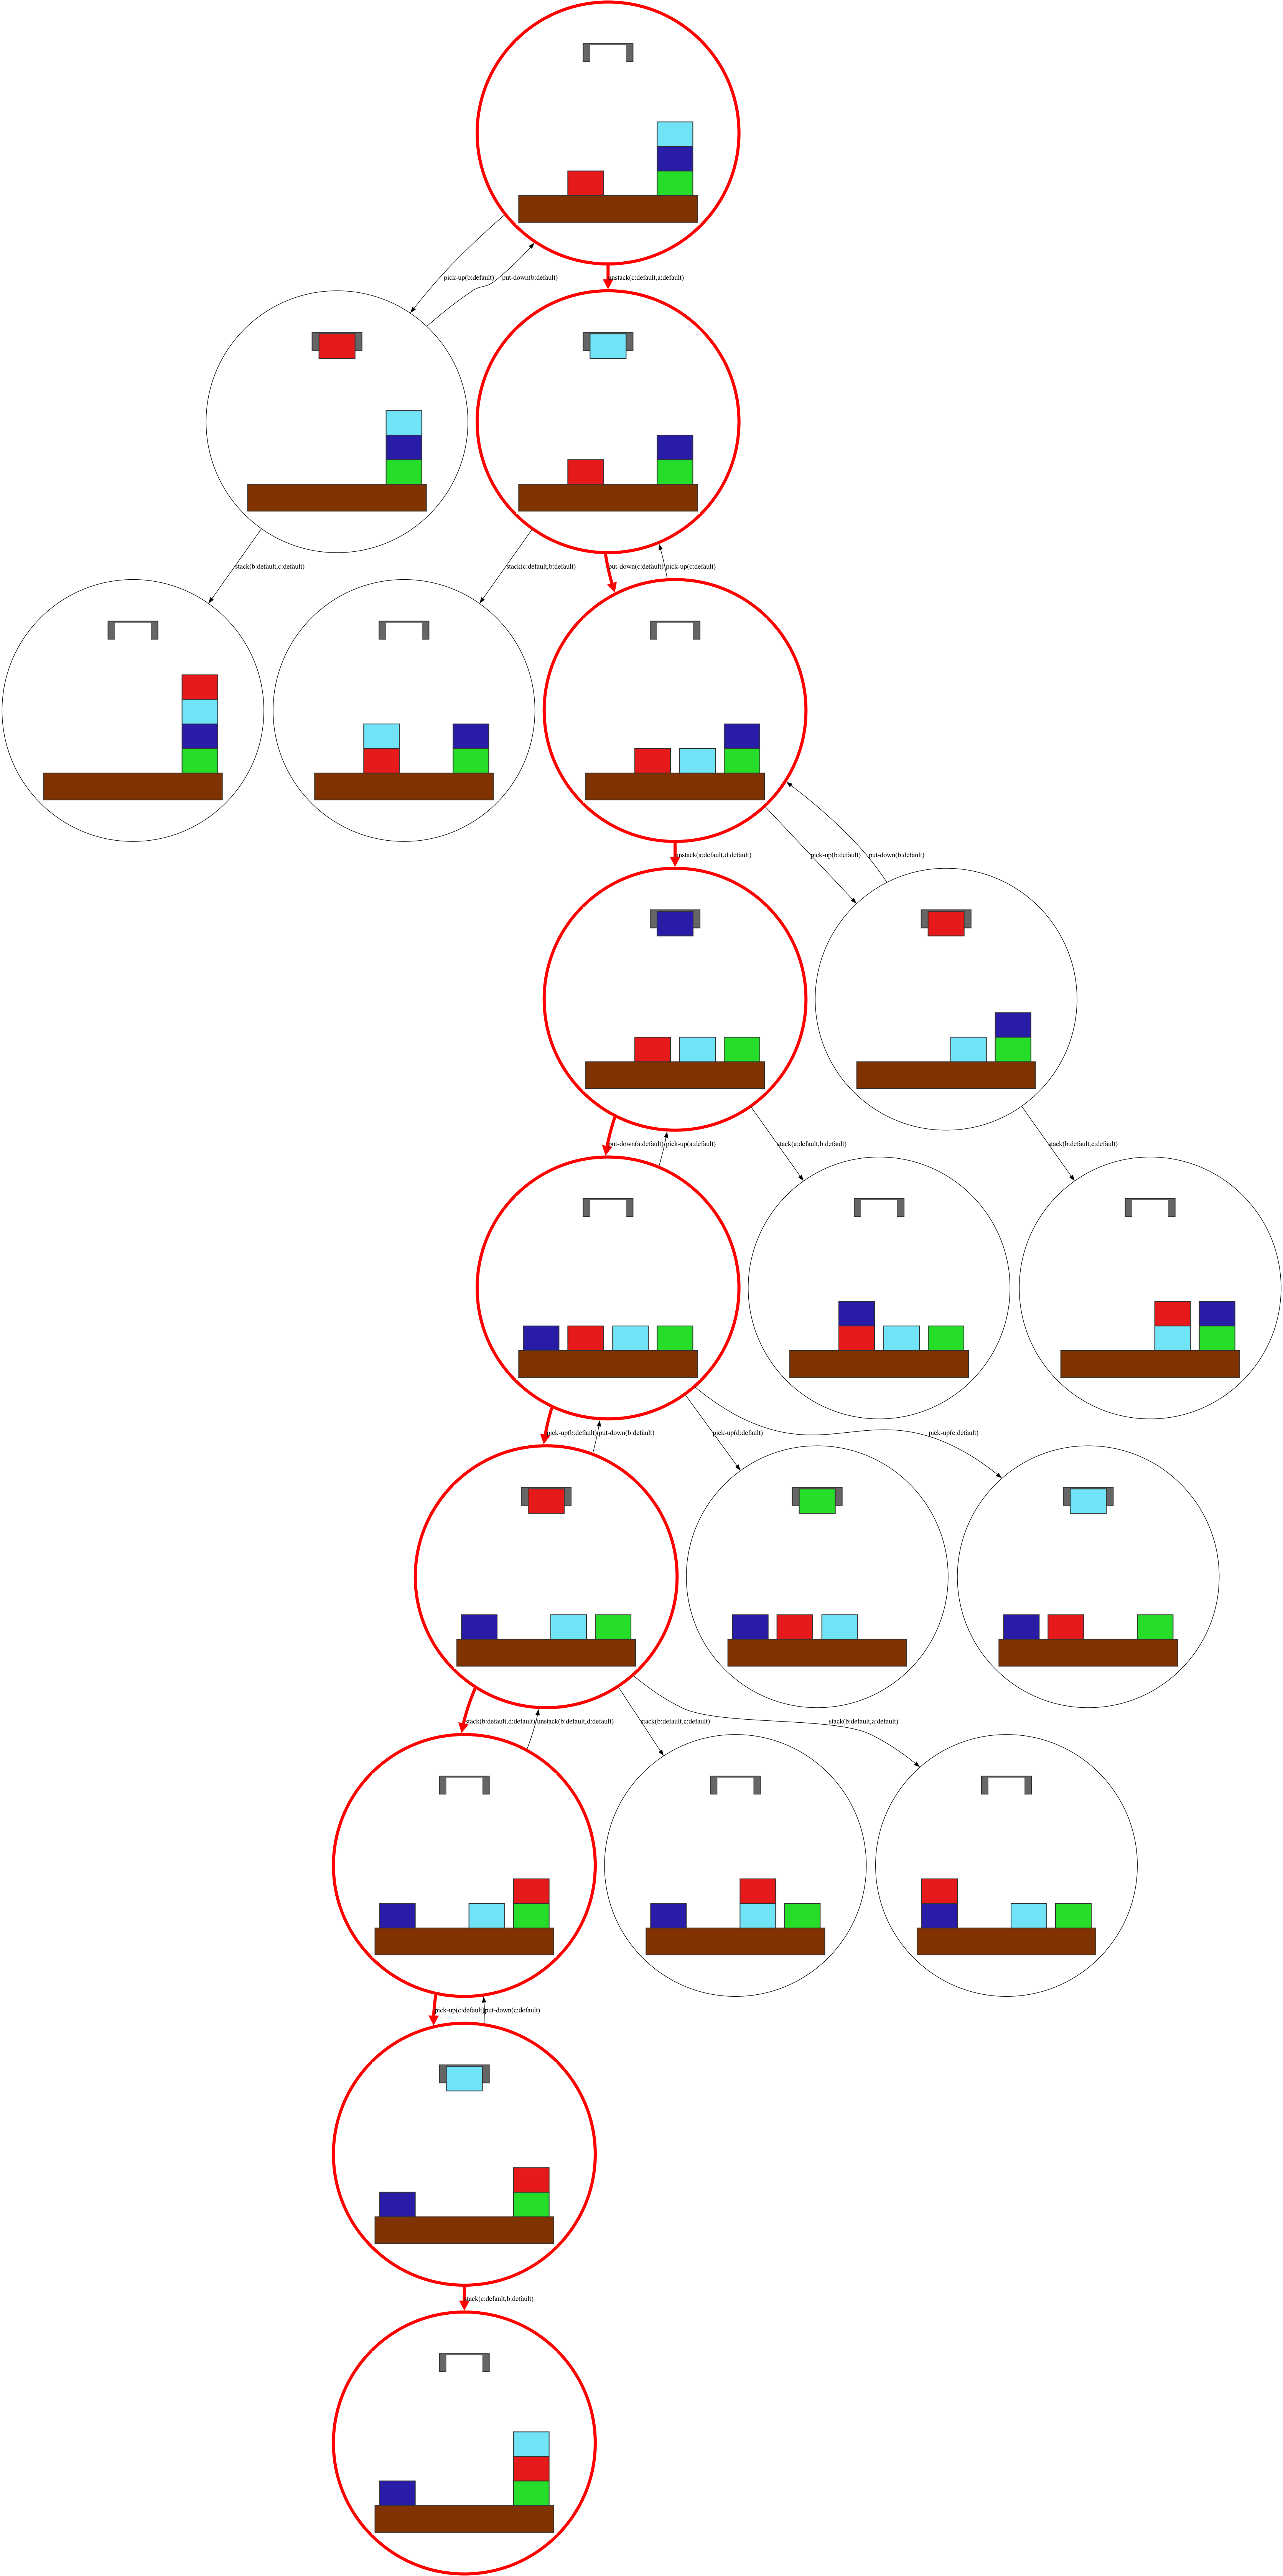 pick-up(b:default)
put-down(b:default)
unstack(c:default,a:default)
stack(b:default,c:default)
stack(c:default,b:default)
put-down(c:default)
pick-up(c:default)
unstack(a:default,d:default)
pick-up(b:default)
put-down(b:default)
put-down(a:default)
pick-up(a:default)
stack(a:default,b:default)
stack(b:default,c:default)
pick-up(b:default)
put-down(b:default)
pick-up(d:default)
pick-up(c:default)
stack(b:default,d:default)
unstack(b:default,d:default)
stack(b:default,c:default)
stack(b:default,a:default)
pick-up(c:default)
put-down(c:default)
stack(c:default,b:default)